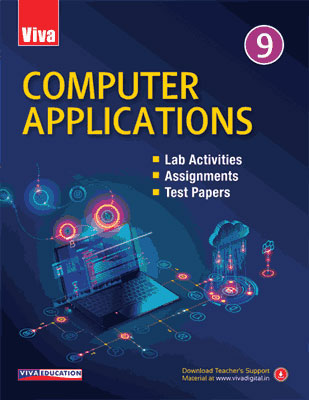 Viva
9
COMPUTER
APPLICATIONS
Lab Activities
Assignments
Test Papers
VIVA EDUCATION
Download Teacher's Support
Material at www.vivadigital.in